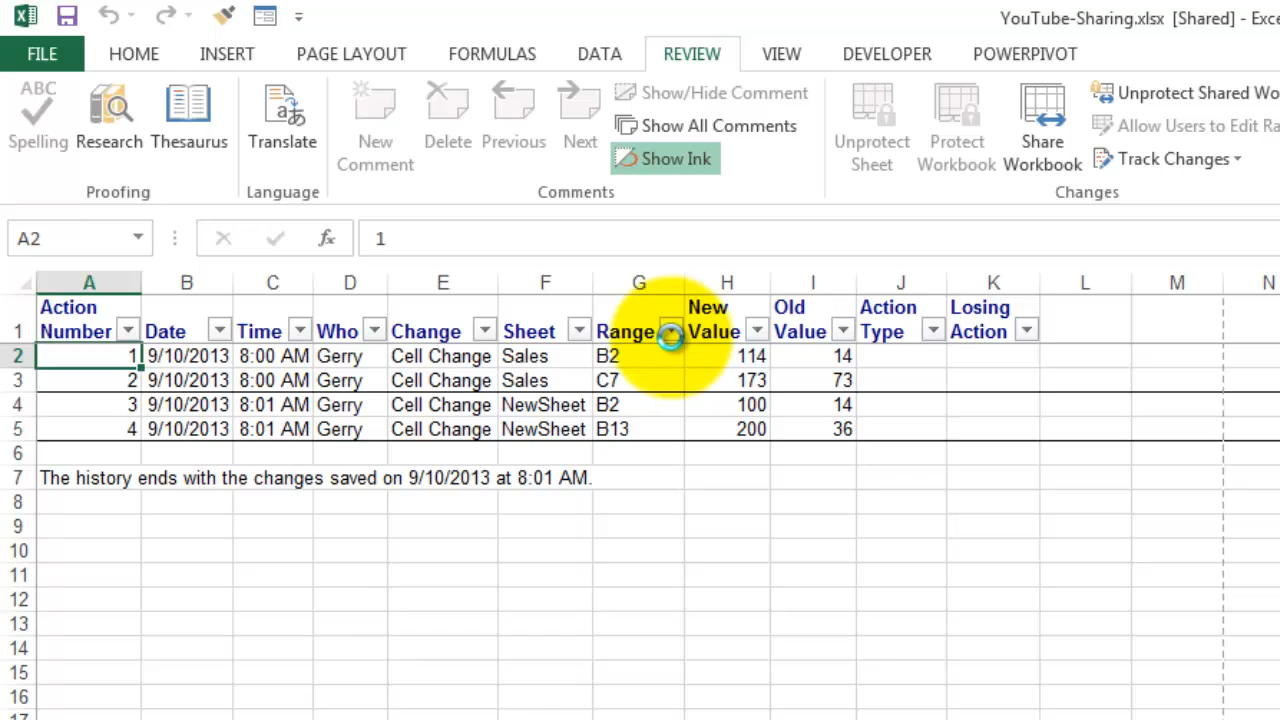 YouTube-Sharing.xlsx [Shared] - Exce
FILE HOME INSERT PAGE LAYOUT FORMULAS DATA REVIEW VIEW DEVELOPER POWERPIVOT
ABC
Spelling Research Thesaurus
Proofing
Translate
Language
New Comment
Delete Previous Next
Show/Hide Comment
Show All Comments
Show Ink
Comments
Unprotect Sheet
Protect Workbook
Share Workbook
Unprotect Shared Wo
Allow Users to Edit Ra
Track Changes
Changes
A2 fx 1
A B C D E F G H I J K L M N
1 Action Number Date Time Who Change Sheet Range New Value Old Value Action Type Losing Action
2 1 9/10/2013 8:00 AM Gerry Cell Change Sales B2 114 14
3 2 9/10/2013 8:00 AM Gerry Cell Change Sales C7 173 73
4 3 9/10/2013 8:01 AM Gerry Cell Change NewSheet B2 100 14
5 4 9/10/2013 8:01 AM Gerry Cell Change NewSheet B13 200 36
6
7 The history ends with the changes saved on 9/10/2013 at 8:01 AM.
8
9
10
11
12
13
14
15
16
17